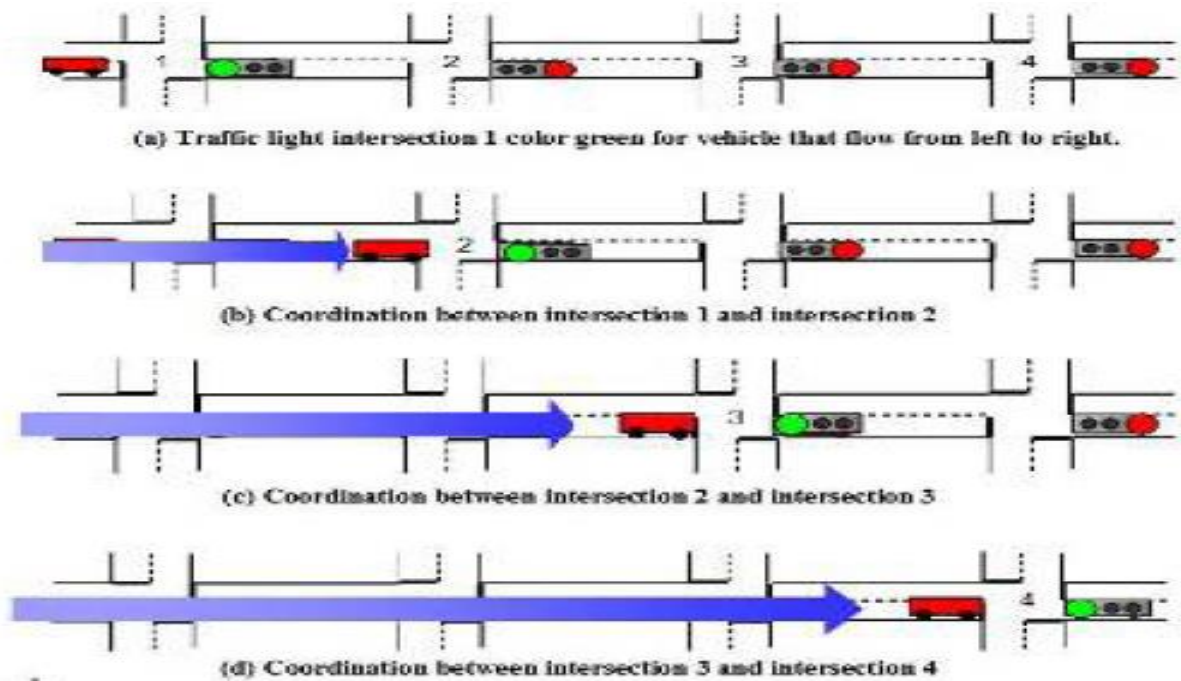 1 2 3 4
(a) Traffic light intersection 1 color green for vehicle that flow from left to right.
2
(b) Coordination between intersection 1 and intersection 2
3
(c) Coordination between intersection 2 and intersection 3
4
(d) Coordination between intersection 3 and intersection 4